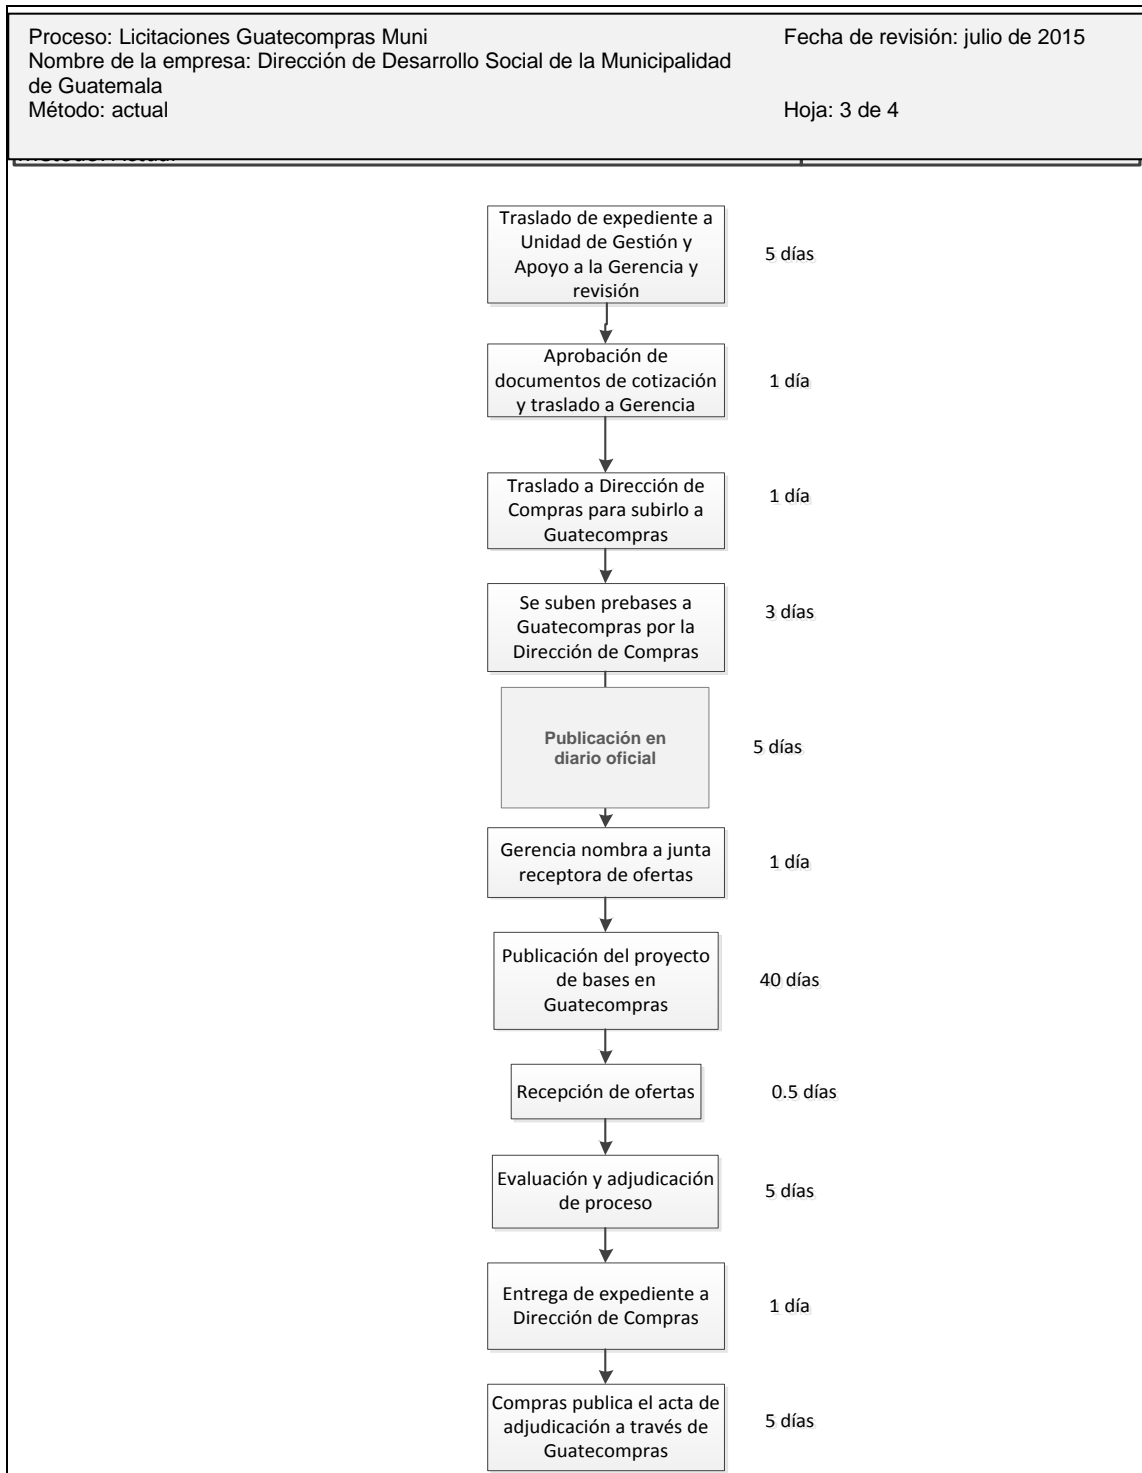 Proceso: Licitaciones Guatecompras Muni
Fecha de revisión: julio de 2015
Nombre de la empresa: Dirección de Desarrollo Social de la Municipalidad
de Guatemala
Método: actual
Hoja: 3 de 4
Traslado de expediente a
Unidad de Gestión y
Apoyo a la Gerencia y
revisión
5 días
Aprobación de
documentos de cotización
y traslado a Gerencia
1 día
Traslado a Dirección de
Compras para subirlo a
Guatecompras
1 día
Se suben prebases a
Guatecompras por la
Dirección de Compras
3 días
Publicación en
diario oficial
5 días
Gerencia nombra a junta
receptora de ofertas
1 día
Publicación del proyecto
de bases en
Guatecompras
40 días
Recepción de ofertas
0.5 días
Evaluación y adjudicación
de proceso
5 días
Entrega de expediente a
Dirección de Compras
1 día
Compras publica el acta de
adjudicación a través de
Guatecompras
5 días